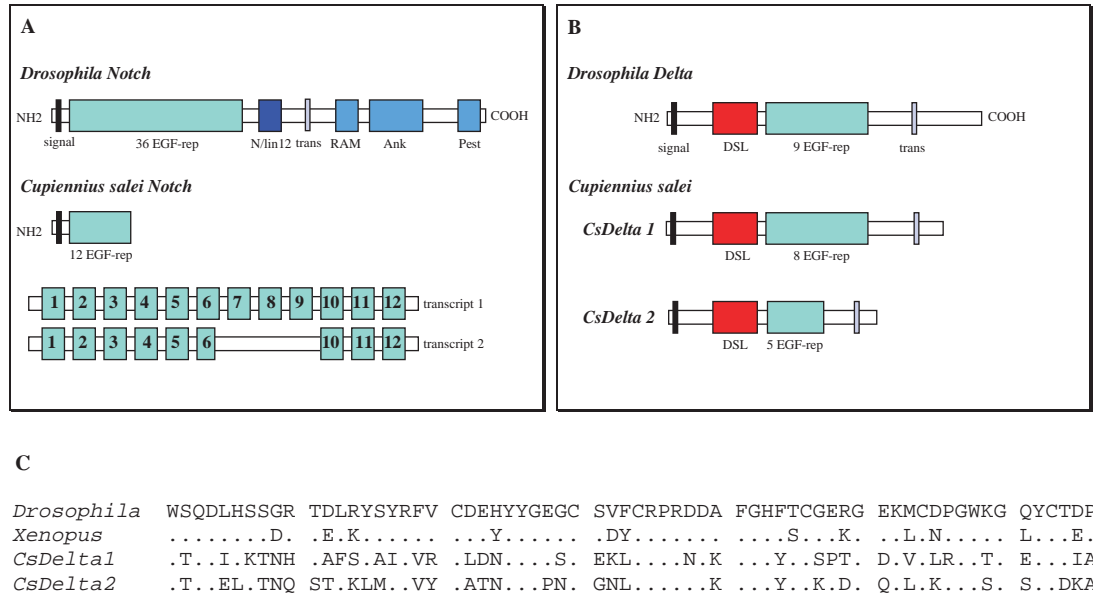 A
Drosophila Notch
NH2 COOH
signal 36 EGF-rep N/lin12 trans RAM Ank Pest
Cupiennius salei Notch
NH2
12 EGF-rep
1 2 3 4 5 6 7 8 9 10 11 12 transcript 1
1 2 3 4 5 6 10 11 12 transcript 2
B
Drosophila Delta
NH2 COOH
signal DSL 9 EGF-rep trans
Cupiennius salei
CsDelta 1
DSL 8 EGF-rep
CsDelta 2
DSL 5 EGF-rep
C
Drosophila WSQDLHSSGR TDLRYSYRFV CDEHYYGEGC SVFCRPRDDA FGHFTCGERG EKMCDPGWKG QYCTDP
Xenopus ........D. .E.K...... ...Y...... .DY....... ....S...K. ..L.N..... L...E.
CsDelta1 .T..I.KTNH .AFS.AI.VR .LDN....S. EKL....N.K ...Y..SPT. D.V.LR..T. E...IA
CsDelta2 .T..EL.TNQ ST.KLM..VY .ATN...PN. GNL......K ...Y..K.D. Q.L.K...S. S..DKA